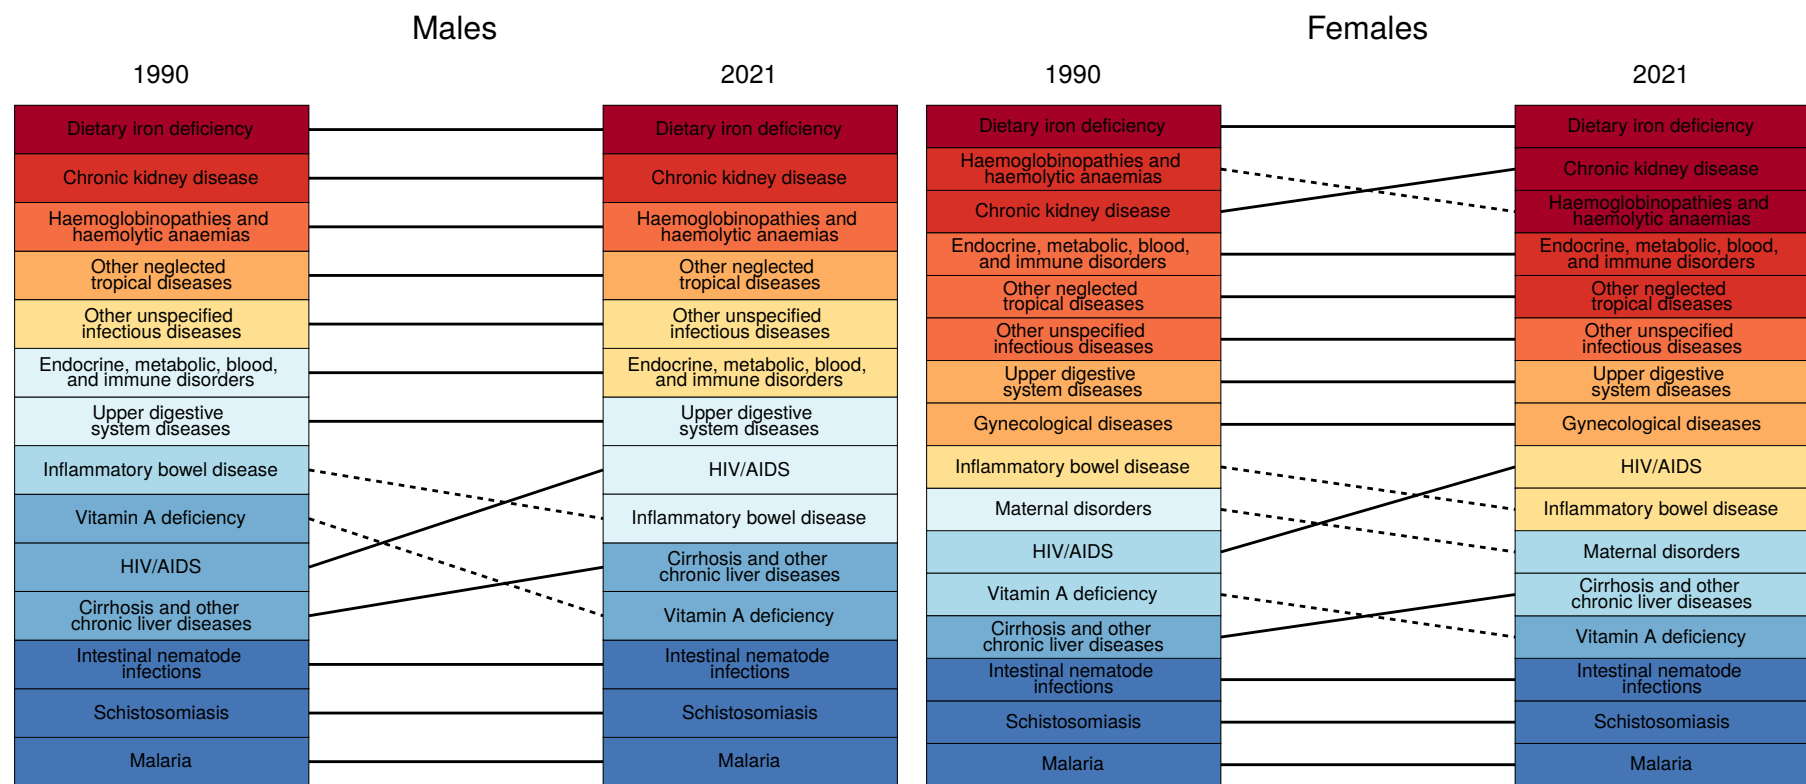 Males
1990
2021
Dietary iron deficiency
Chronic kidney disease
Haemoglobinopathies and
haemolytic anaemias
Other neglected
tropical diseases
Other unspecified
infectious diseases
Endocrine, metabolic, blood,
and immune disorders
Upper digestive
system diseases
Inflammatory bowel disease
Vitamin A deficiency
HIV/AIDS
Cirrhosis and other
chronic liver diseases
Intestinal nematode
infections
Schistosomiasis
Malaria
Dietary iron deficiency
Chronic kidney disease
Haemoglobinopathies and
haemolytic anaemias
Other neglected
tropical diseases
Other unspecified
infectious diseases
Endocrine, metabolic, blood,
and immune disorders
Upper digestive
system diseases
HIV/AIDS
Inflammatory bowel disease
Cirrhosis and other
chronic liver diseases
Vitamin A deficiency
Intestinal nematode
infections
Schistosomiasis
Malaria
Females
1990
2021
Dietary iron deficiency
Haemoglobinopathies and
haemolytic anaemias
Chronic kidney disease
Endocrine, metabolic, blood,
and immune disorders
Other neglected
tropical diseases
Other unspecified
infectious diseases
Upper digestive
system diseases
Gynecological diseases
Inflammatory bowel disease
Maternal disorders
HIV/AIDS
Vitamin A deficiency
Cirrhosis and other
chronic liver diseases
Intestinal nematode
infections
Schistosomiasis
Malaria
Dietary iron deficiency
Chronic kidney disease
Haemoglobinopathies and
haemolytic anaemias
Endocrine, metabolic, blood,
and immune disorders
Other neglected
tropical diseases
Other unspecified
infectious diseases
Upper digestive
system diseases
Gynecological diseases
HIV/AIDS
Inflammatory bowel disease
Maternal disorders
Cirrhosis and other
chronic liver diseases
Vitamin A deficiency
Intestinal nematode
infections
Schistosomiasis
Malaria